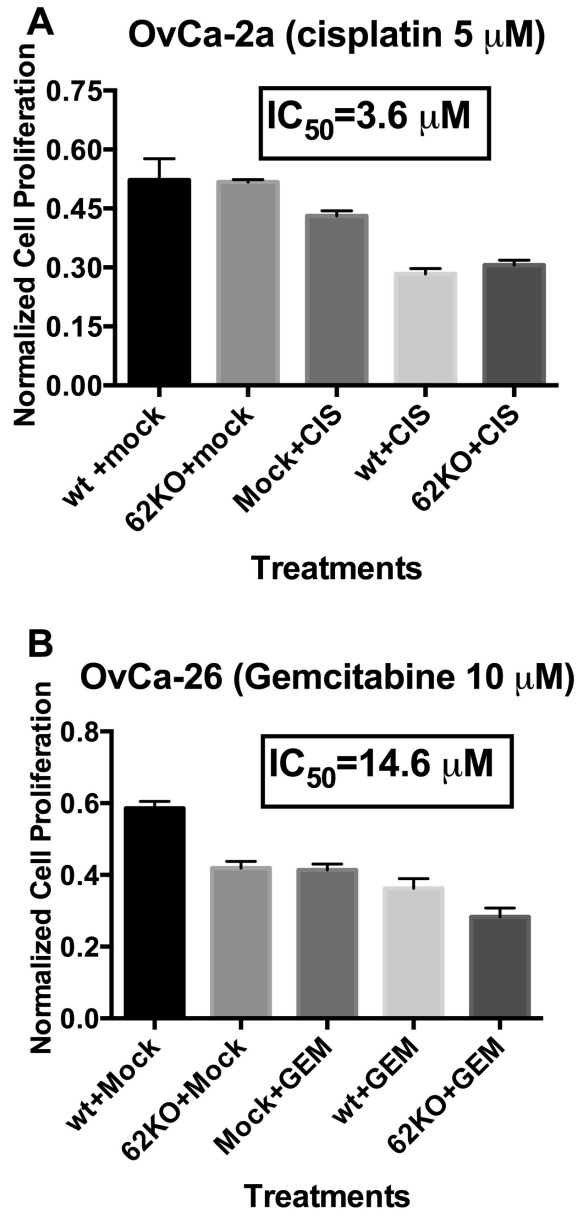 A
OvCa-2a (cisplatin 5 μM)
IC50=3.6 μM
Normalized Cell Proliferation
0.75
0.60
0.45
0.30
0.15
0.00
wt +mock
62KO+mock
Mock+CIS
wt+CIS
62KO+CIS
Treatments
B
OvCa-26 (Gemcitabine 10 μM)
IC50=14.6 μM
Normalized Cell Proliferation
0.8
0.6
0.4
0.2
0.0
wt+Mock
62KO+Mock
Mock+GEM
wt+GEM
62KO+GEM
Treatments